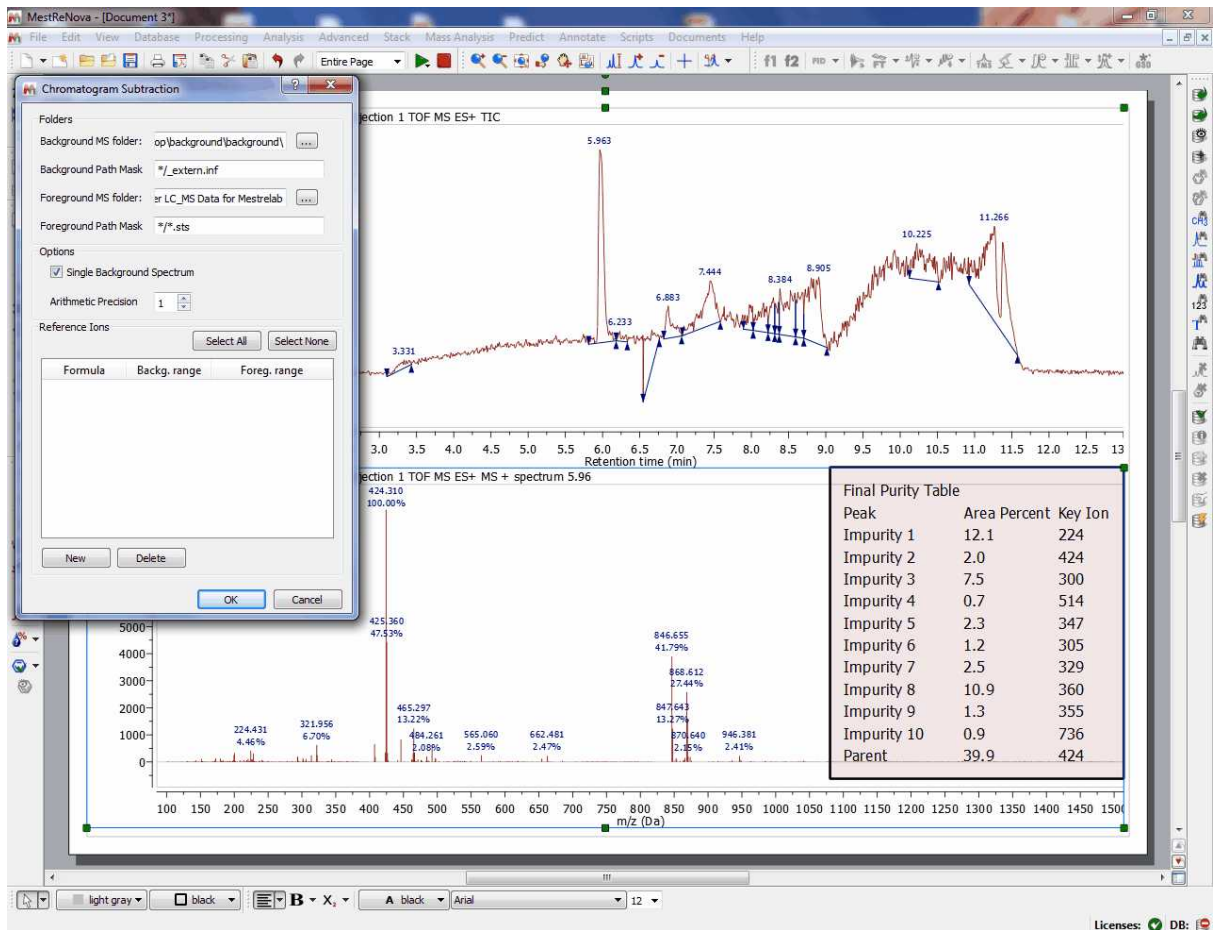 MestReNova - [Document 3*]
File Edit View Database Processing Analysis Advanced Stack Mass Analysis Predict Annotate Scripts Documents Help
Entire Page
f1 f2
Chromatogram Subtraction
Folders
Background MS folder: op\background\background\ ...
Background Path Mask */_extern.inf
Foreground MS folder: er LC_MS Data for Mestrelab ...
Foreground Path Mask */*.sts
Options
Single Background Spectrum
Arithmetic Precision 1
Reference Ions
Select All Select None
Formula Backg. range Foreg. range
New Delete
OK Cancel
ection 1 TOF MS ES+ TIC
5.963
11.266
10.225
8.905
7.444
8.384
6.883
6.233
3.331
3.0 3.5 4.0 4.5 5.0 5.5 6.0 6.5 7.0 7.5 8.0 8.5 9.0 9.5 10.0 10.5 11.0 11.5 12.0 12.5 13
Retention time (min)
ection 1 TOF MS ES+ MS + spectrum 5.96
424.310
100.00%
425.360
47.53%
846.655
41.79%
868.612
27.44%
465.297
13.22%
847.643
13.27%
224.431
4.46%
321.956
6.70%
484.261
2.08%
565.060
2.59%
662.481
2.47%
870.640
2.15%
946.381
2.41%
5000
4000
3000
2000
1000
0
100 150 200 250 300 350 400 450 500 550 600 650 700 750 800 850 900 950 1000 1050 1100 1150 1200 1250 1300 1350 1400 1450 1500
m/z (Da)
Final Purity Table
Peak Area Percent Key Ion
Impurity 1 12.1 224
Impurity 2 2.0 424
Impurity 3 7.5 300
Impurity 4 0.7 514
Impurity 5 2.3 347
Impurity 6 1.2 305
Impurity 7 2.5 329
Impurity 8 10.9 360
Impurity 9 1.3 355
Impurity 10 0.9 736
Parent 39.9 424
light gray black B X, A black Arial 12
Licenses: DB: